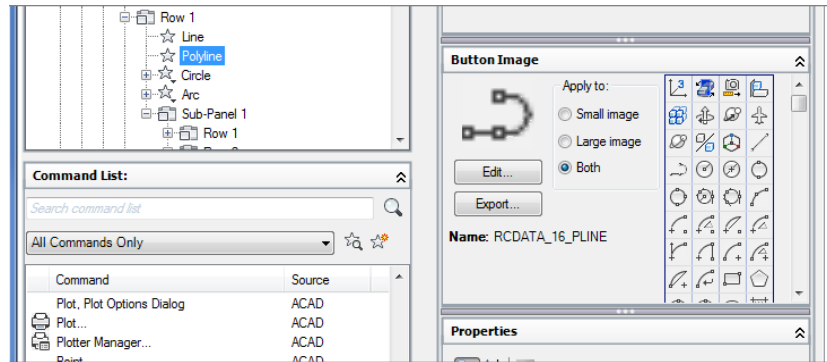 Row 1
Line
Polyline
Circle
Arc
Sub-Panel 1
Row 1
Command List:
Search command list
All Commands Only
Command Source
Plot, Plot Options Dialog ACAD
Plot... ACAD
Plotter Manager... ACAD
Point ACAD
Button Image
Apply to:
Small image
Large image
Both
Edit...
Export...
Name: RCDATA_16_PLINE
Properties